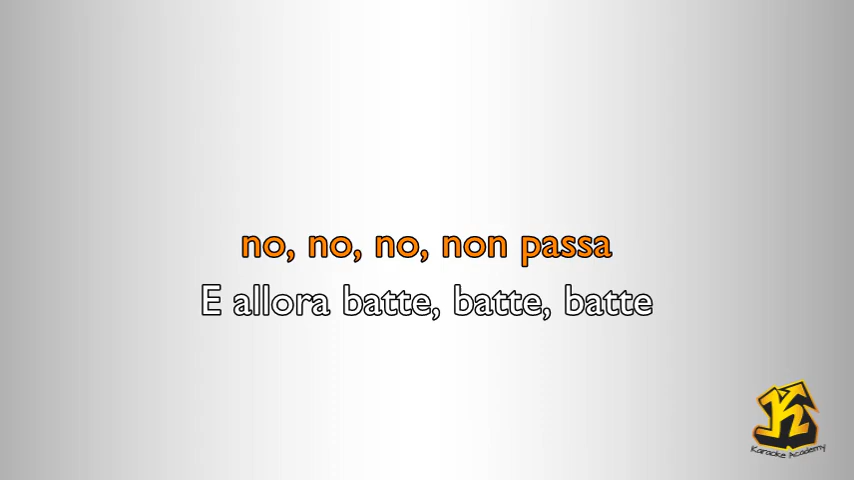 no, no, no, non passa
E allora batte, batte, batte
K
Karaoke Academy